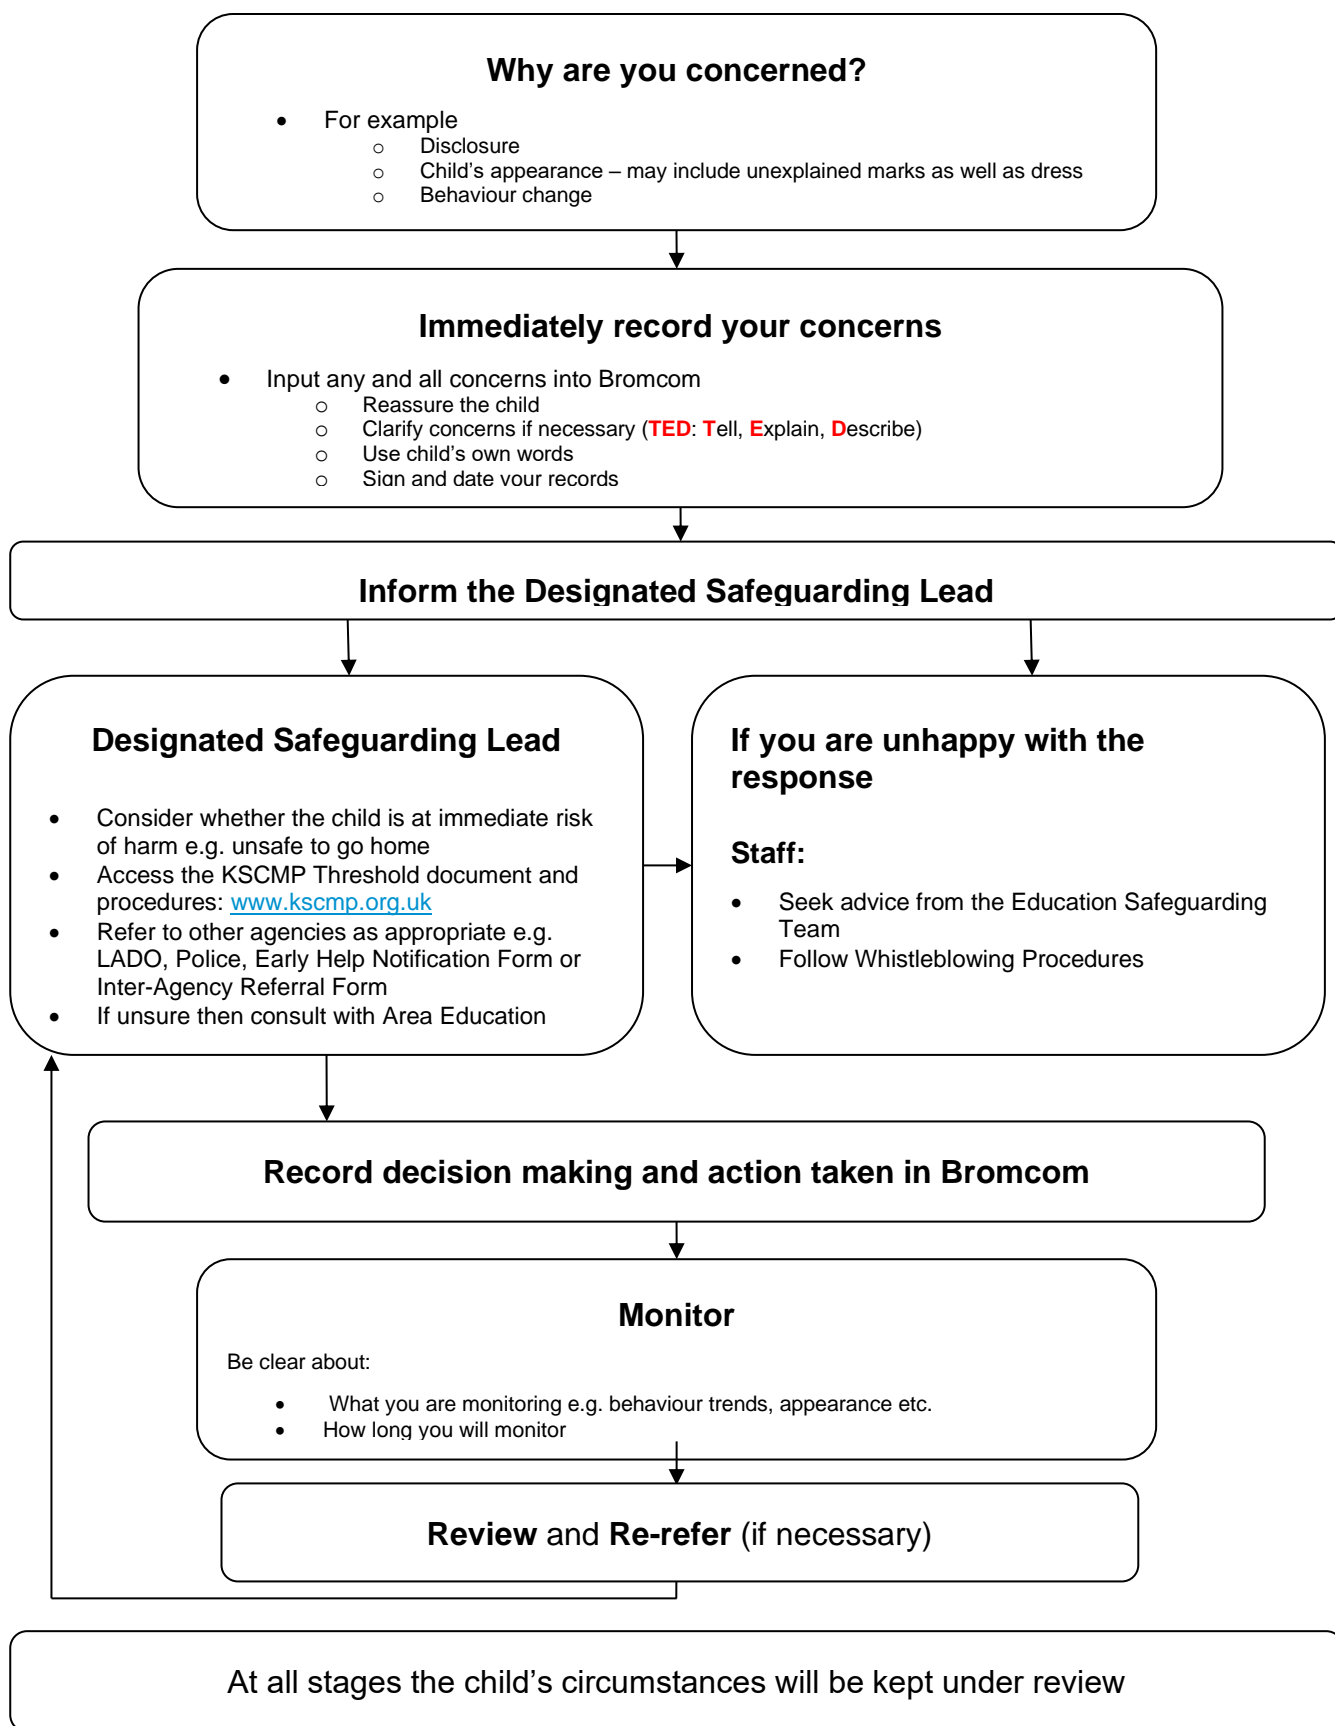 Why are you concerned?
• For example
o Disclosure
o Child's appearance – may include unexplained marks as well as dress
o Behaviour change
Immediately record your concerns
• Input any and all concerns into Bromcom
o Reassure the child
o Clarify concerns if necessary (TED: Tell, Explain, Describe)
o Use child's own words
o Sign and date your records
Inform the Designated Safeguarding Lead
Designated Safeguarding Lead
• Consider whether the child is at immediate risk
of harm e.g. unsafe to go home
• Access the KSCMP Threshold document and
procedures: www.kscmp.org.uk
• Refer to other agencies as appropriate e.g.
LADO, Police, Early Help Notification Form or
Inter-Agency Referral Form
• If unsure then consult with Area Education
If you are unhappy with the
response
Staff:
• Seek advice from the Education Safeguarding
Team
• Follow Whistleblowing Procedures
Record decision making and action taken in Bromcom
Monitor
Be clear about:
• What you are monitoring e.g. behaviour trends, appearance etc.
• How long you will monitor
Review and Re-refer (if necessary)
At all stages the child's circumstances will be kept under review